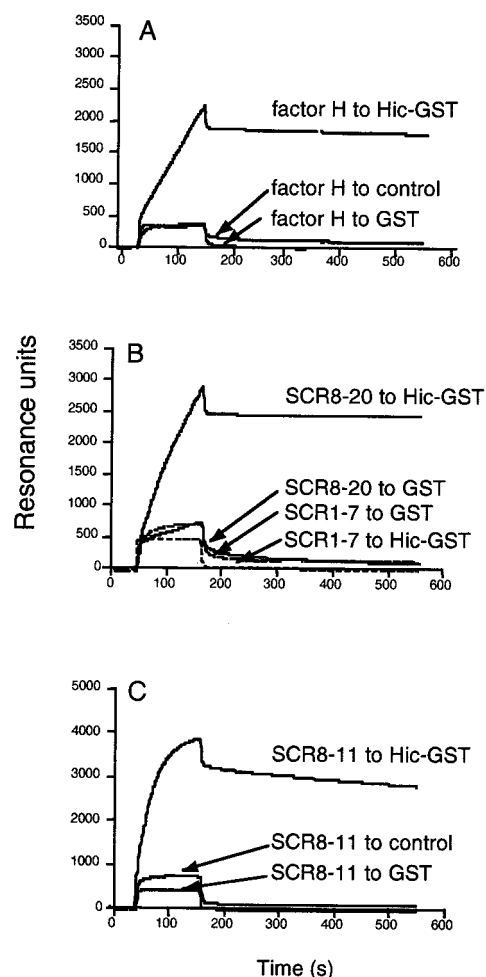 A
3500
3000
2500
2000
1500
1000
500
0
factor H to Hic-GST
factor H to control
factor H to GST
0 100 200 300 400 500 600
Resonance units
B
3500
3000
2500
2000
1500
1000
500
0
SCR8-20 to Hic-GST
SCR8-20 to GST
SCR1-7 to GST
SCR1-7 to Hic-GST
0 100 200 300 400 500 600
C
5000
4000
3000
2000
1000
0
SCR8-11 to Hic-GST
SCR8-11 to control
SCR8-11 to GST
0 100 200 300 400 500 600
Time (s)